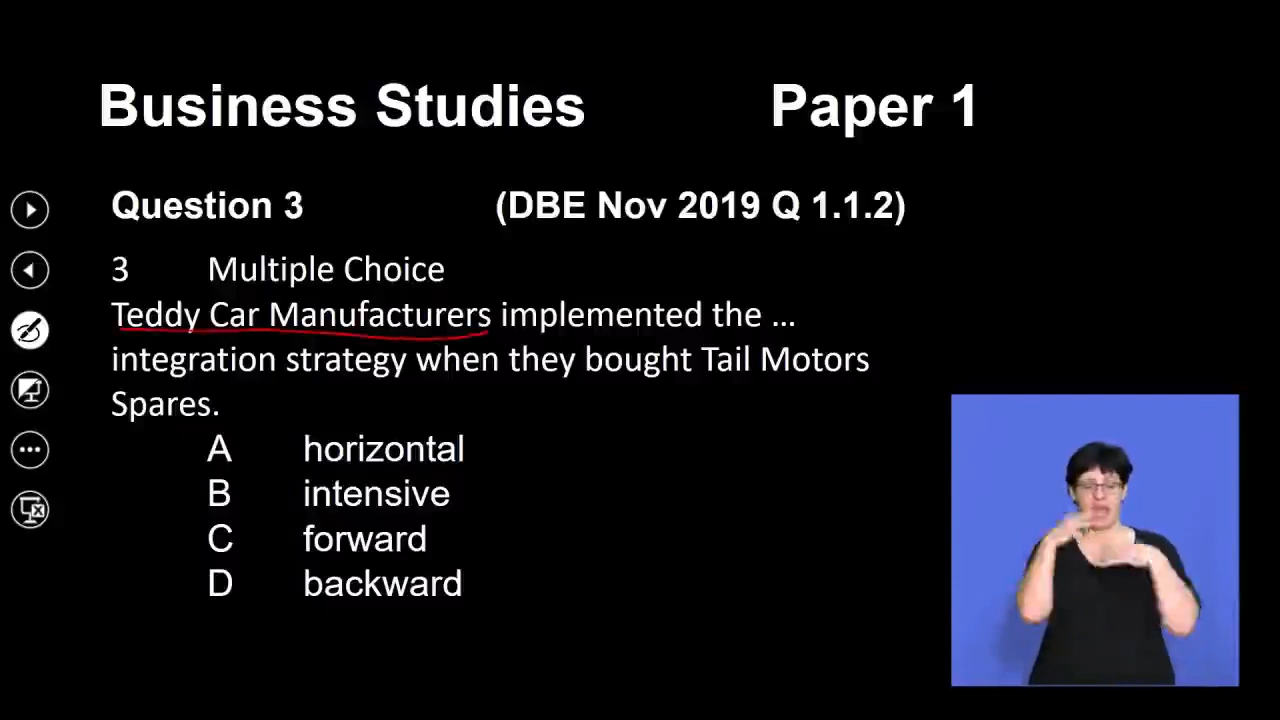 Business Studies Paper 1
Question 3 (DBE Nov 2019 Q 1.1.2)
3 Multiple Choice
Teddy Car Manufacturers implemented the …
integration strategy when they bought Tail Motors
Spares.
A horizontal
B intensive
C forward
D backward